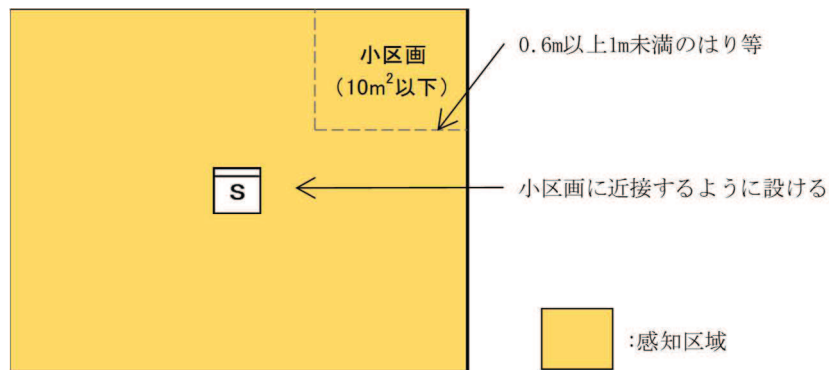 小区画
（10m²以下）
0.6m以上1m未満のはり等
S
小区画に近接するように設ける
:感知区域